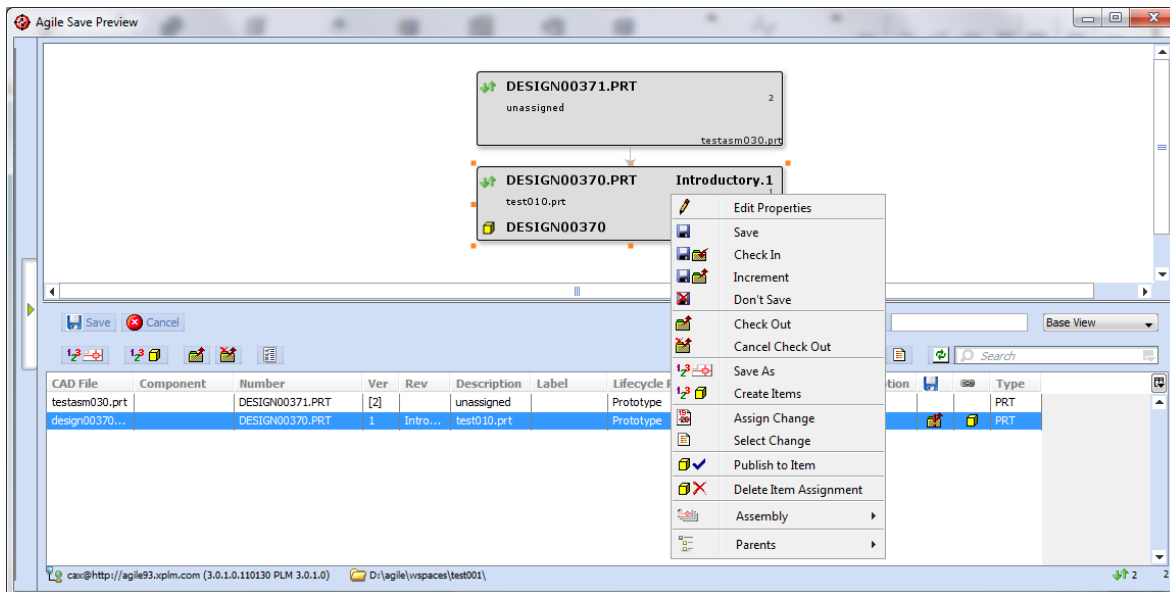 Agile Save Preview
DESIGN00371.PRT
2
unassigned
testasm030.prt
DESIGN00370.PRT Introductory.1
1
test010.prt
DESIGN00370
Edit Properties
Save
Check In
Increment
Don't Save
Check Out
Cancel Check Out
Save As
Create Items
Assign Change
Select Change
Publish to Item
Delete Item Assignment
Assembly
Parents
Save Cancel Base View
Search
CAD File Component Number Ver Rev Description Label Lifecycle Type
testasm030.prt DESIGN00371.PRT [2] unassigned Prototype PRT
design00370... DESIGN00370.PRT 1 Intro... test010.prt Prototype PRT
cax@http://agile93.xplm.com (3.0.1.0.110130 PLM 3.0.1.0) D:\agile\wspaces\test001\ 2 2